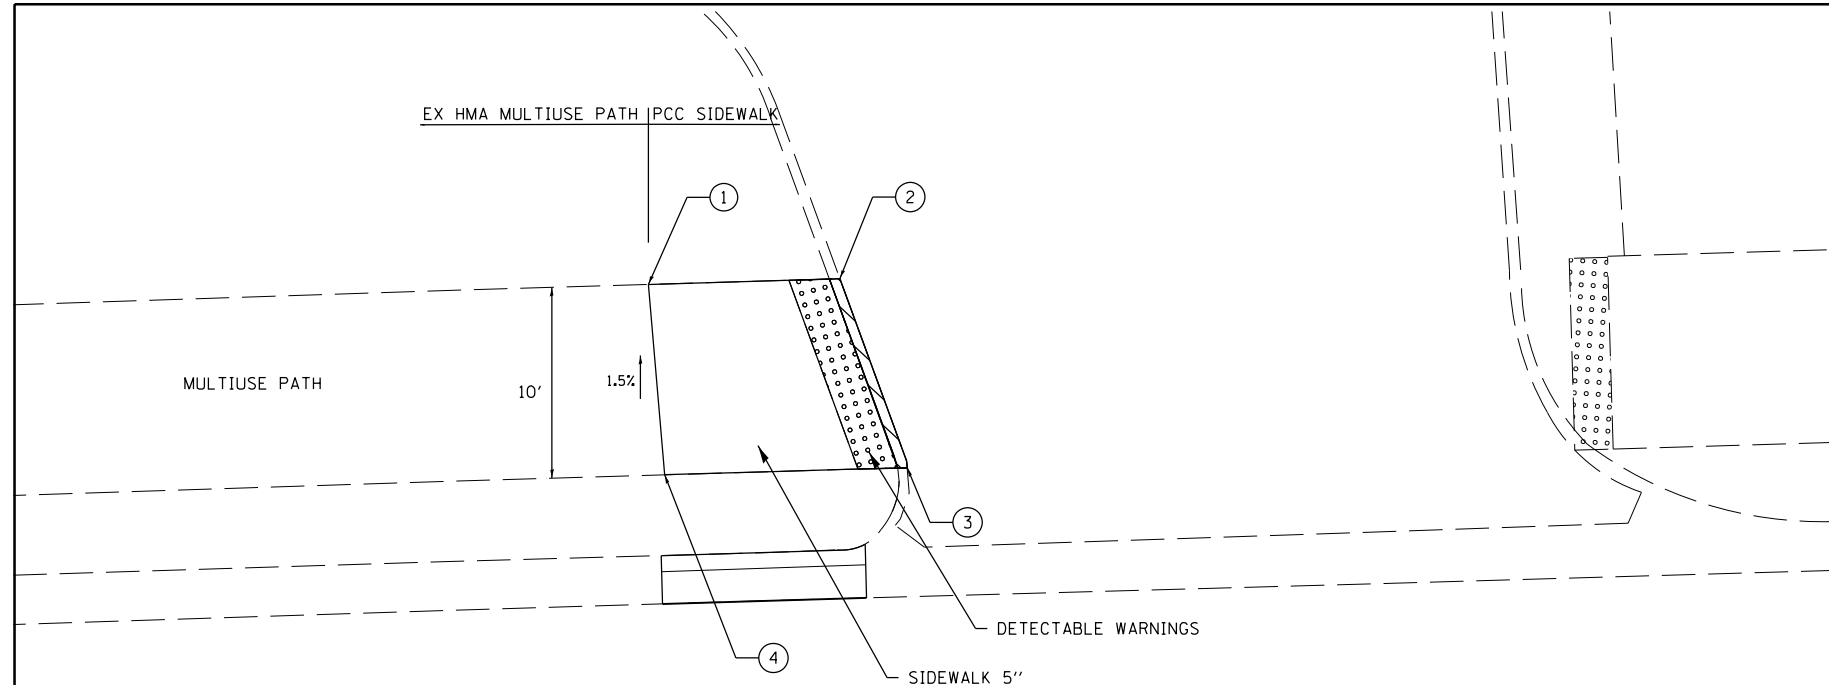 EX HMA MULTIUSE PATH PCC SIDEWALK
1
2
MULTIUSE PATH
10'
1.5%
3
DETECTABLE WARNINGS
4
SIDEWALK 5''